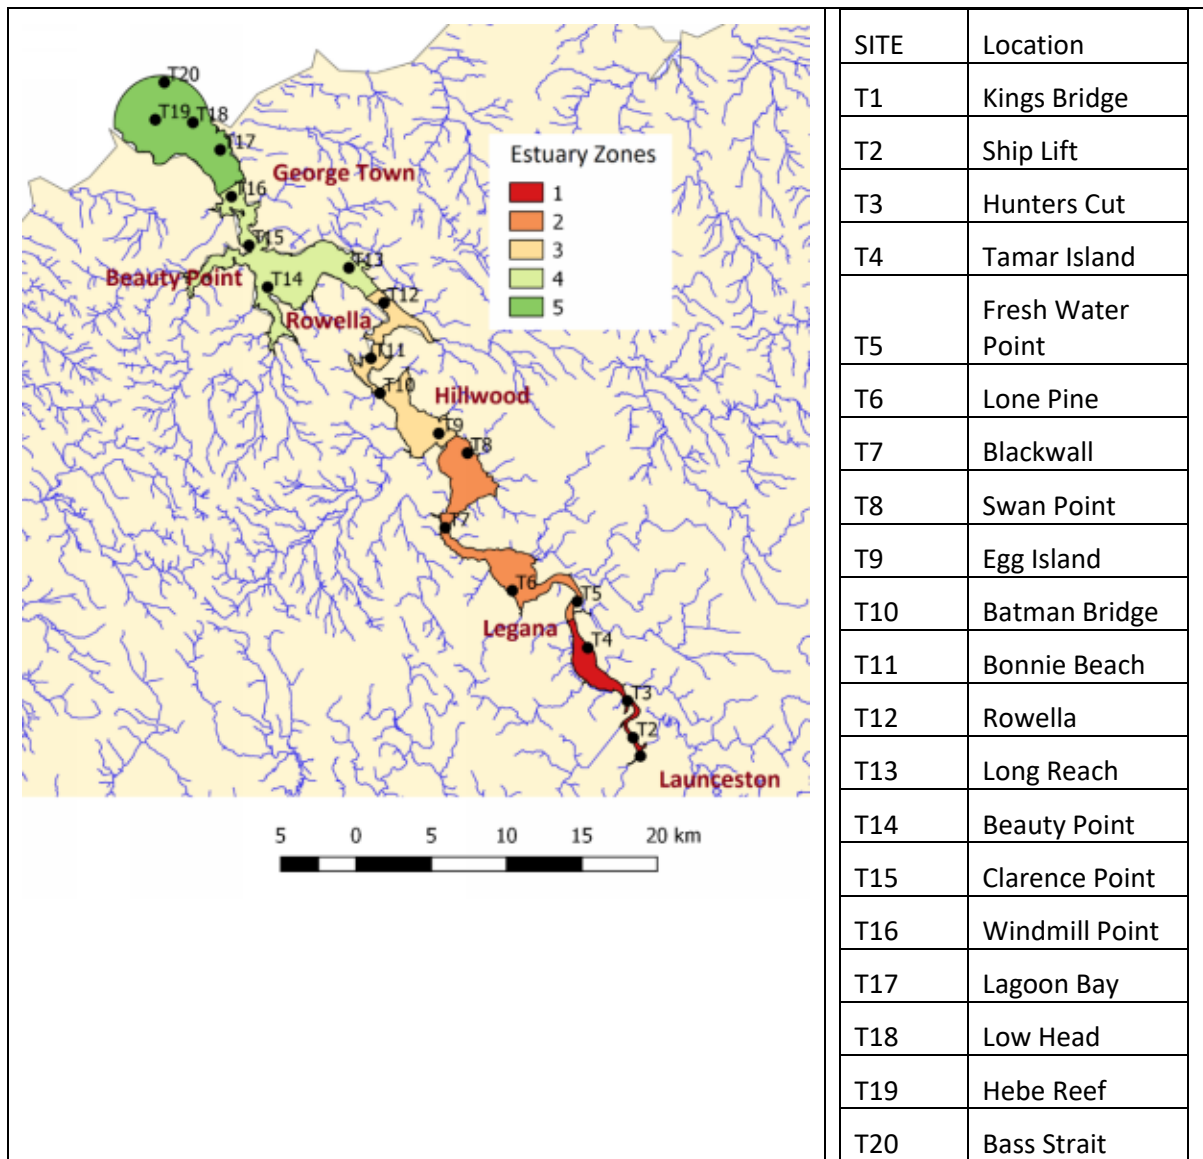 T20
T19
T18
T17
George Town
T16
T15
Beauty Point
T14
T13
Rowella
T12
T11
T10
Hillwood
T9
T8
T7
T6
T5
Legana
T4
T3
T2
Launceston
Estuary Zones
1
2
3
4
5
5 0 5 10 15 20 km
SITE Location
T1 Kings Bridge
T2 Ship Lift
T3 Hunters Cut
T4 Tamar Island
T5 Fresh Water
Point
T6 Lone Pine
T7 Blackwall
T8 Swan Point
T9 Egg Island
T10 Batman Bridge
T11 Bonnie Beach
T12 Rowella
T13 Long Reach
T14 Beauty Point
T15 Clarence Point
T16 Windmill Point
T17 Lagoon Bay
T18 Low Head
T19 Hebe Reef
T20 Bass Strait